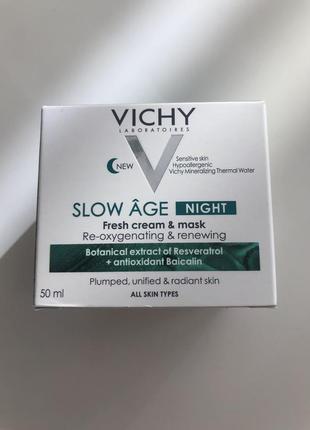 VICHY
LABORATOIRES
NEW
Sensitive skin
Hypoallergenic
Vichy Mineralizing Thermal Water
SLOW ÂGE NIGHT
Fresh cream & mask
Re-oxygenating & renewing
Botanical extract of Resveratrol
+ antioxidant Baicalin
Plumped, unified & radiant skin
50 ml
ALL SKIN TYPES